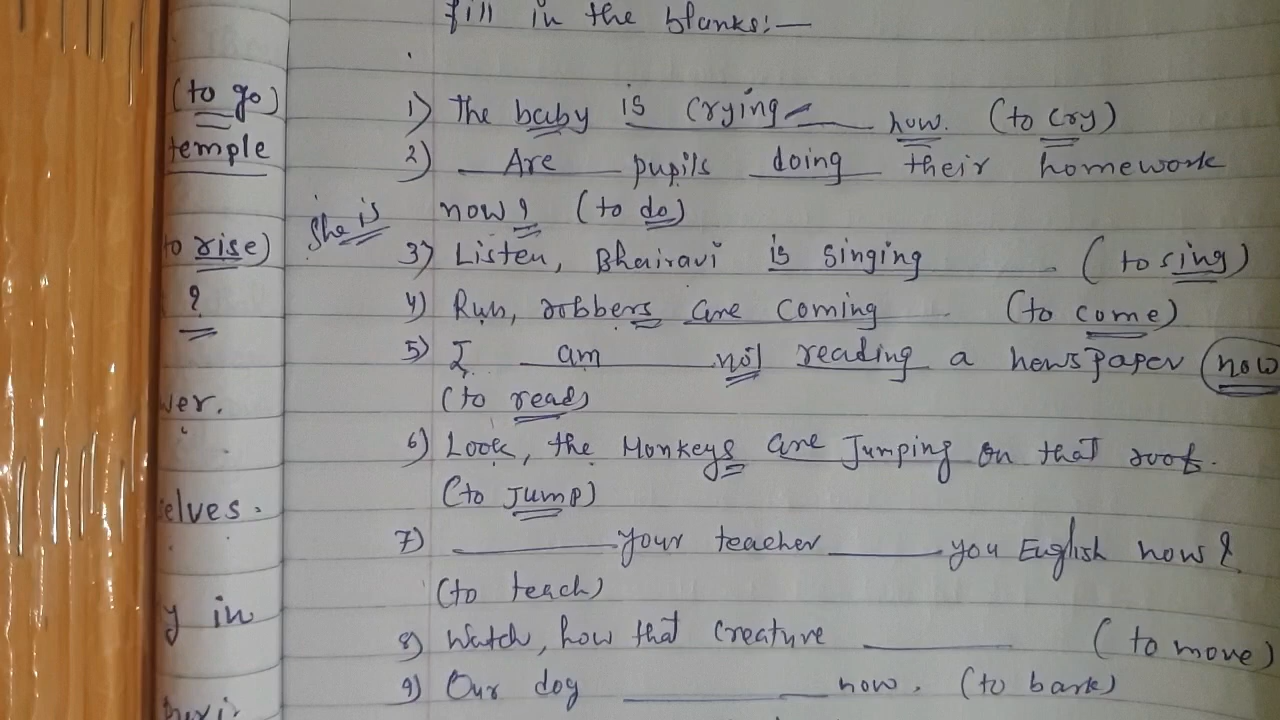 fill in the blanks:—
1) The baby is crying now. (to cry)
2) Are pupils doing their homework
now? (to do)
She is
3) Listen, Bhairavi is singing (to sing)
4) Run, robbers are coming (to come)
5) I am not reading a newspaper now
(to read)
6) Look, the Monkeys are Jumping on that roof.
(to Jump)
7) ______ your teacher ______ you English now?
(to teach)
8) Watch, how that creature ______ (to move)
9) Our dog ______ now. (to bark)
(to go)
temple
to rise)
?
wer.
elves.
y in